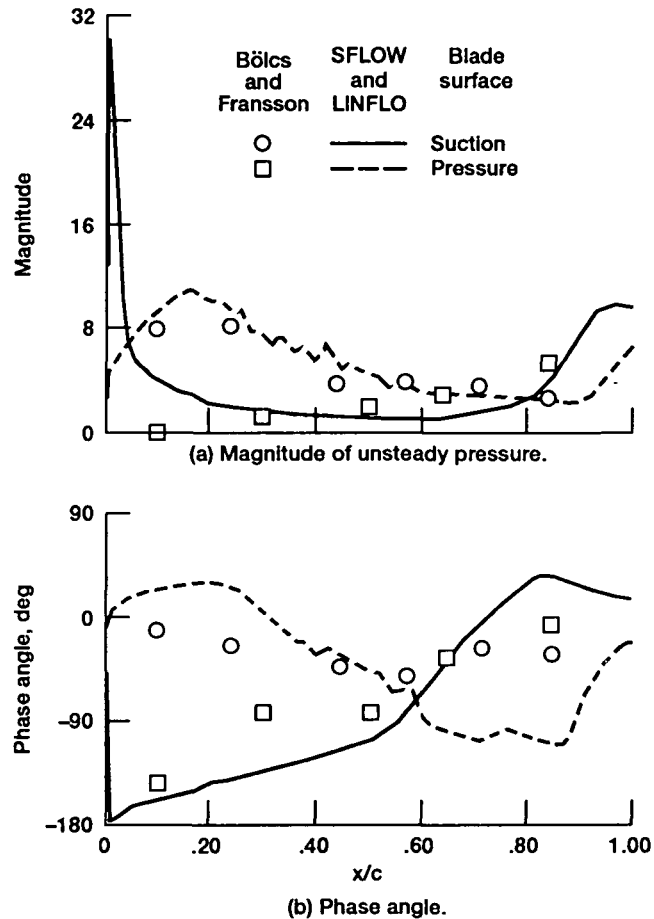 32
24
16
8
0
Magnitude
Bölcs and Fransson
SFLOW and LINFLO
Blade surface
Suction
Pressure
(a) Magnitude of unsteady pressure.
90
0
–90
–180
Phase angle, deg
0 .20 .40 .60 .80 1.00
x/c
(b) Phase angle.